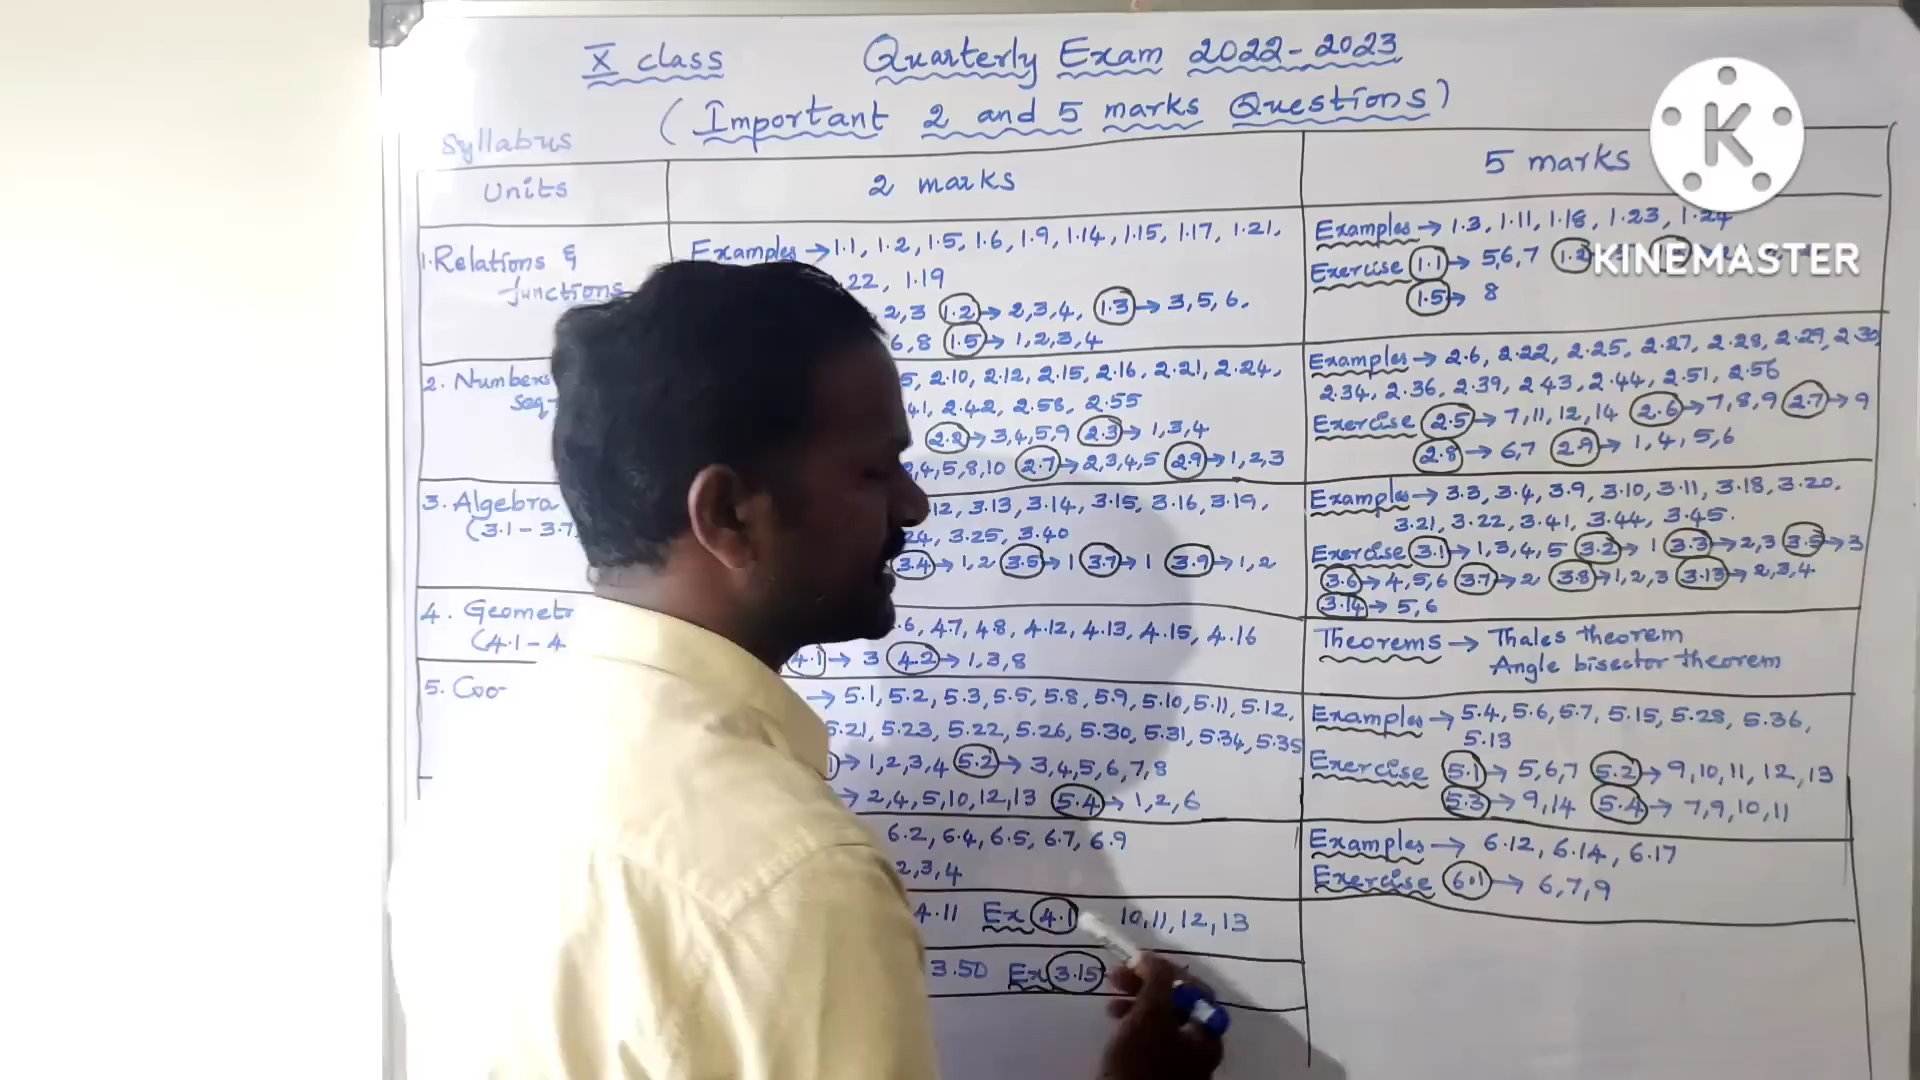 X class Quarterly Exam 2022-2023
(Important 2 and 5 marks Questions)
Syllabus
Units
2 marks
5 marks
1. Relations & functions
Examples → 1.1, 1.2, 1.5, 1.6, 1.9, 1.14, 1.15, 1.17, 1.21,
22, 1.19
2,3 1.2 → 2,3,4, 1.3 → 3,5,6,
6,8 1.5 → 1,2,3,4
Examples → 1.3, 1.11, 1.18, 1.23, 1.24
Exercise 1.1 → 5,6,7 1.2
1.5 → 8
2. Numbers
Seq
5, 2.10, 2.12, 2.15, 2.16, 2.21, 2.24,
41, 2.42, 2.58, 2.55
2.2 → 3,4,5,9 2.3 → 1,3,4
2,4,5,8,10 2.7 → 2,3,4,5 2.9 → 1,2,3
Examples → 2.6, 2.22, 2.25, 2.27, 2.28, 2.29, 2.30
2.34, 2.36, 2.39, 2.43, 2.44, 2.51, 2.56
Exercise 2.5 → 7,11,12,14 2.6 → 7,8,9 2.7 → 9
2.8 → 6,7 2.9 → 1,4,5,6
3. Algebra
(3.1 - 3.7
12, 3.13, 3.14, 3.15, 3.16, 3.19,
24, 3.25, 3.40
3.4 → 1,2 3.5 → 1 3.7 → 1 3.9 → 1,2
Examples → 3.3, 3.4, 3.9, 3.10, 3.11, 3.18, 3.20,
3.21, 3.22, 3.41, 3.44, 3.45.
Exercise 3.1 → 1,3,4,5 3.2 → 1 3.3 → 2,3 3.5 → 3
3.6 → 4,5,6 3.7 → 2 3.8 → 1,2,3 3.13 → 2,3,4
3.14 → 5,6
4. Geometr
(4.1 - 4
.6, 4.7, 4.8, 4.12, 4.13, 4.15, 4.16
4.1 → 3 4.2 → 1,3,8
Theorems → Thales theorem
Angle bisector theorem
5. Coo
→ 5.1, 5.2, 5.3, 5.5, 5.8, 5.9, 5.10, 5.11, 5.12,
5.21, 5.23, 5.22, 5.26, 5.30, 5.31, 5.34, 5.35
→ 1,2,3,4 5.2 → 3,4,5,6,7,8
→ 2,4,5,10,12,13 5.4 → 1,2,6
Examples → 5.4, 5.6, 5.7, 5.15, 5.28, 5.36,
5.13
Exercise 5.1 → 5,6,7 5.2 → 9,10,11,12,13
5.3 → 9,14 5.4 → 7,9,10,11
6.2, 6.4, 6.5, 6.7, 6.9
2,3,4
Examples → 6.12, 6.14, 6.17
Exercise 6.1 → 6,7,9
4.11 Ex 4.1 10,11,12,13
3.50 Ex 3.15
K
KINEMASTER